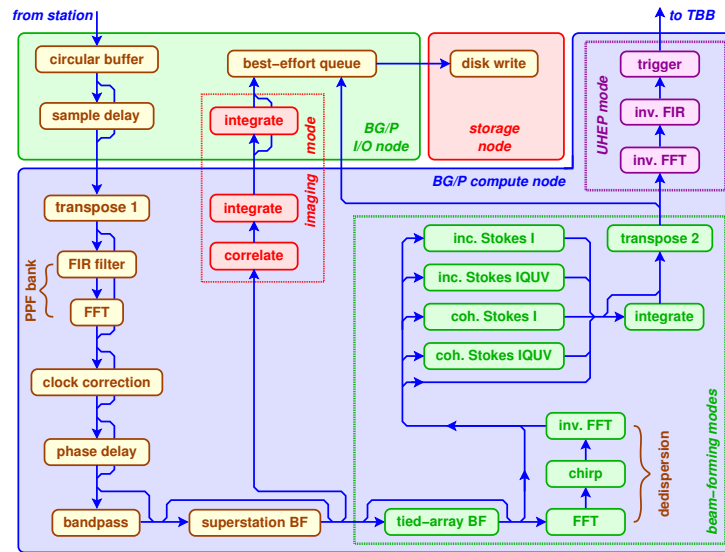 from station
to TBB
circular buffer
best-effort queue
disk write
trigger
sample delay
integrate
inv. FIR
BG/P
I/O node
storage
node
inv. FFT
UHEP mode
imaging mode
BG/P compute node
transpose 1
integrate
correlate
FIR filter
FFT
PPF bank
inc. Stokes I
transpose 2
inc. Stokes IQUV
coh. Stokes I
integrate
coh. Stokes IQUV
clock correction
phase delay
inv. FFT
chirp
dedispersion
beam-forming modes
bandpass
superstation BF
tied-array BF
FFT